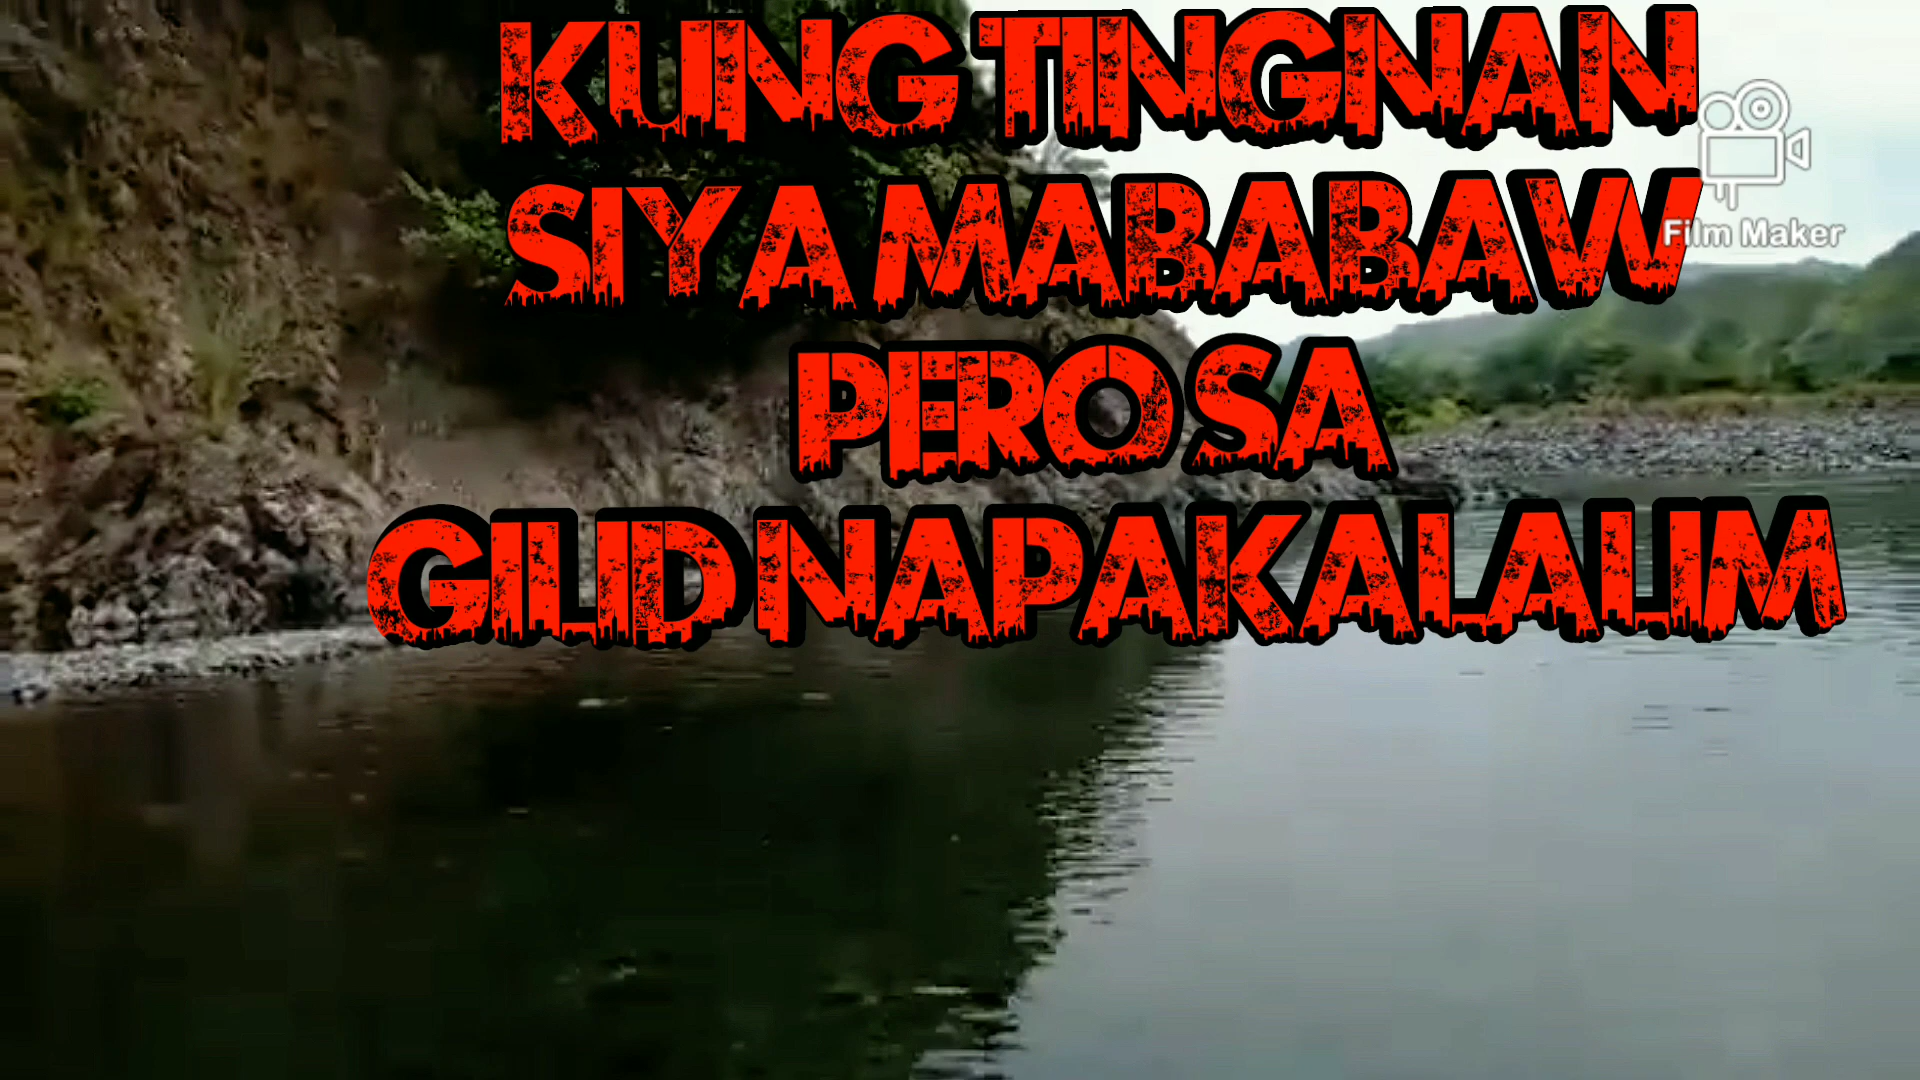 KUNG TINGNAN
SIYA MABABAW
PERO SA
GILID NAPAKALALIM
Film Maker